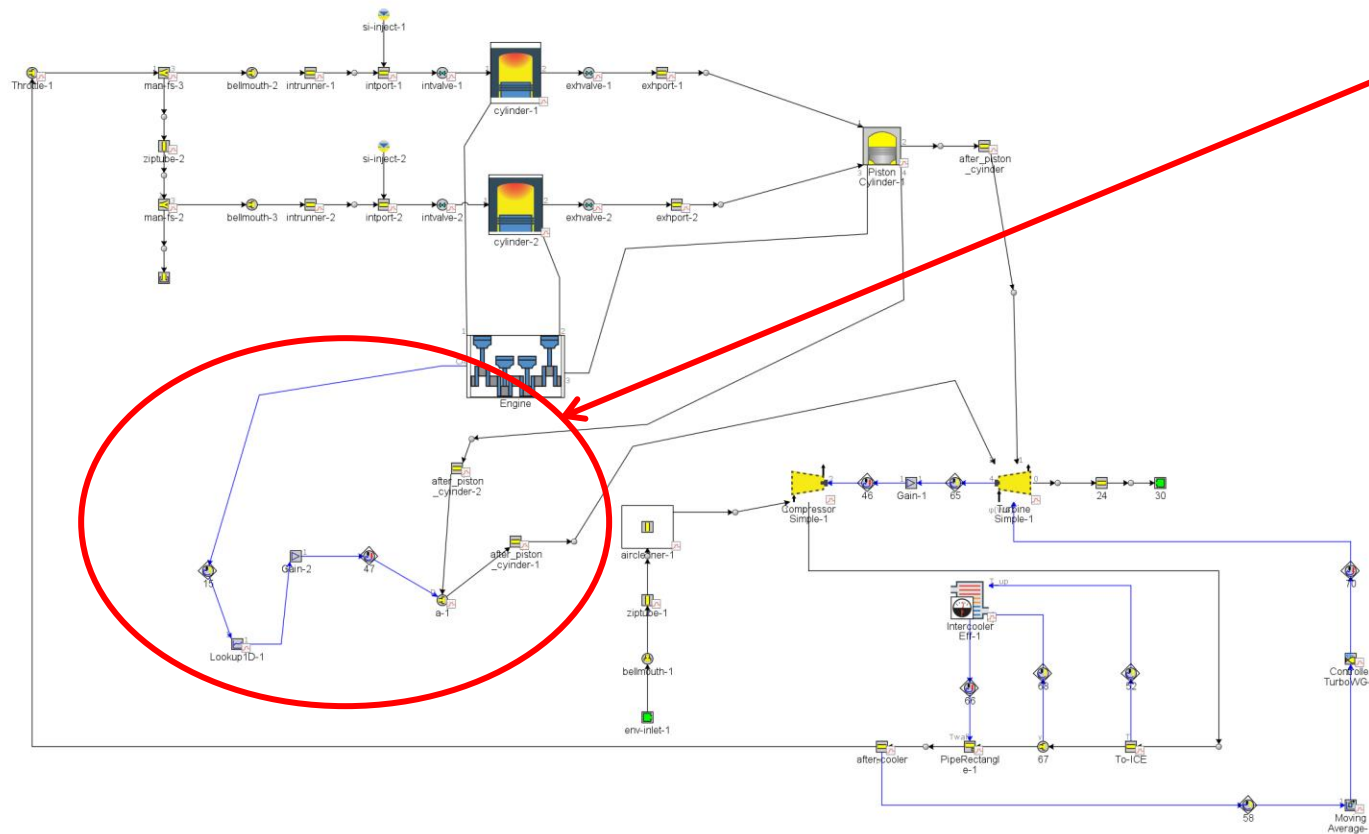 si-inject-1
Throttle-1
man-fs-3
bellmouth-2
intrunner-1
intport-1
intvalve-1
cylinder-1
exhvalve-1
exhport-1
ziptube-2
si-inject-2
Piston
Cylinder-1
after_piston
_cyinder
man-fs-2
bellmouth-3
intrunner-2
intport-2
intvalve-2
cylinder-2
exhvalve-2
exhport-2
Engine
after_piston
_cyinder-2
46
Gain-1
65
24
30
Compressor
Simple-1
Turbine
Simple-1
15
Gain-2
47
after_piston
_cyinder-1
aircleaner-1
a-1
70
Lookup1D-1
ziptube-1
T_up
Intercooler
Eff-1
bellmouth-1
66
68
52
Controlle
TurboWG-
env-inlet-1
after-cooler
PipeRectangl
e-1
67
To-ICE
58
Moving
Average-